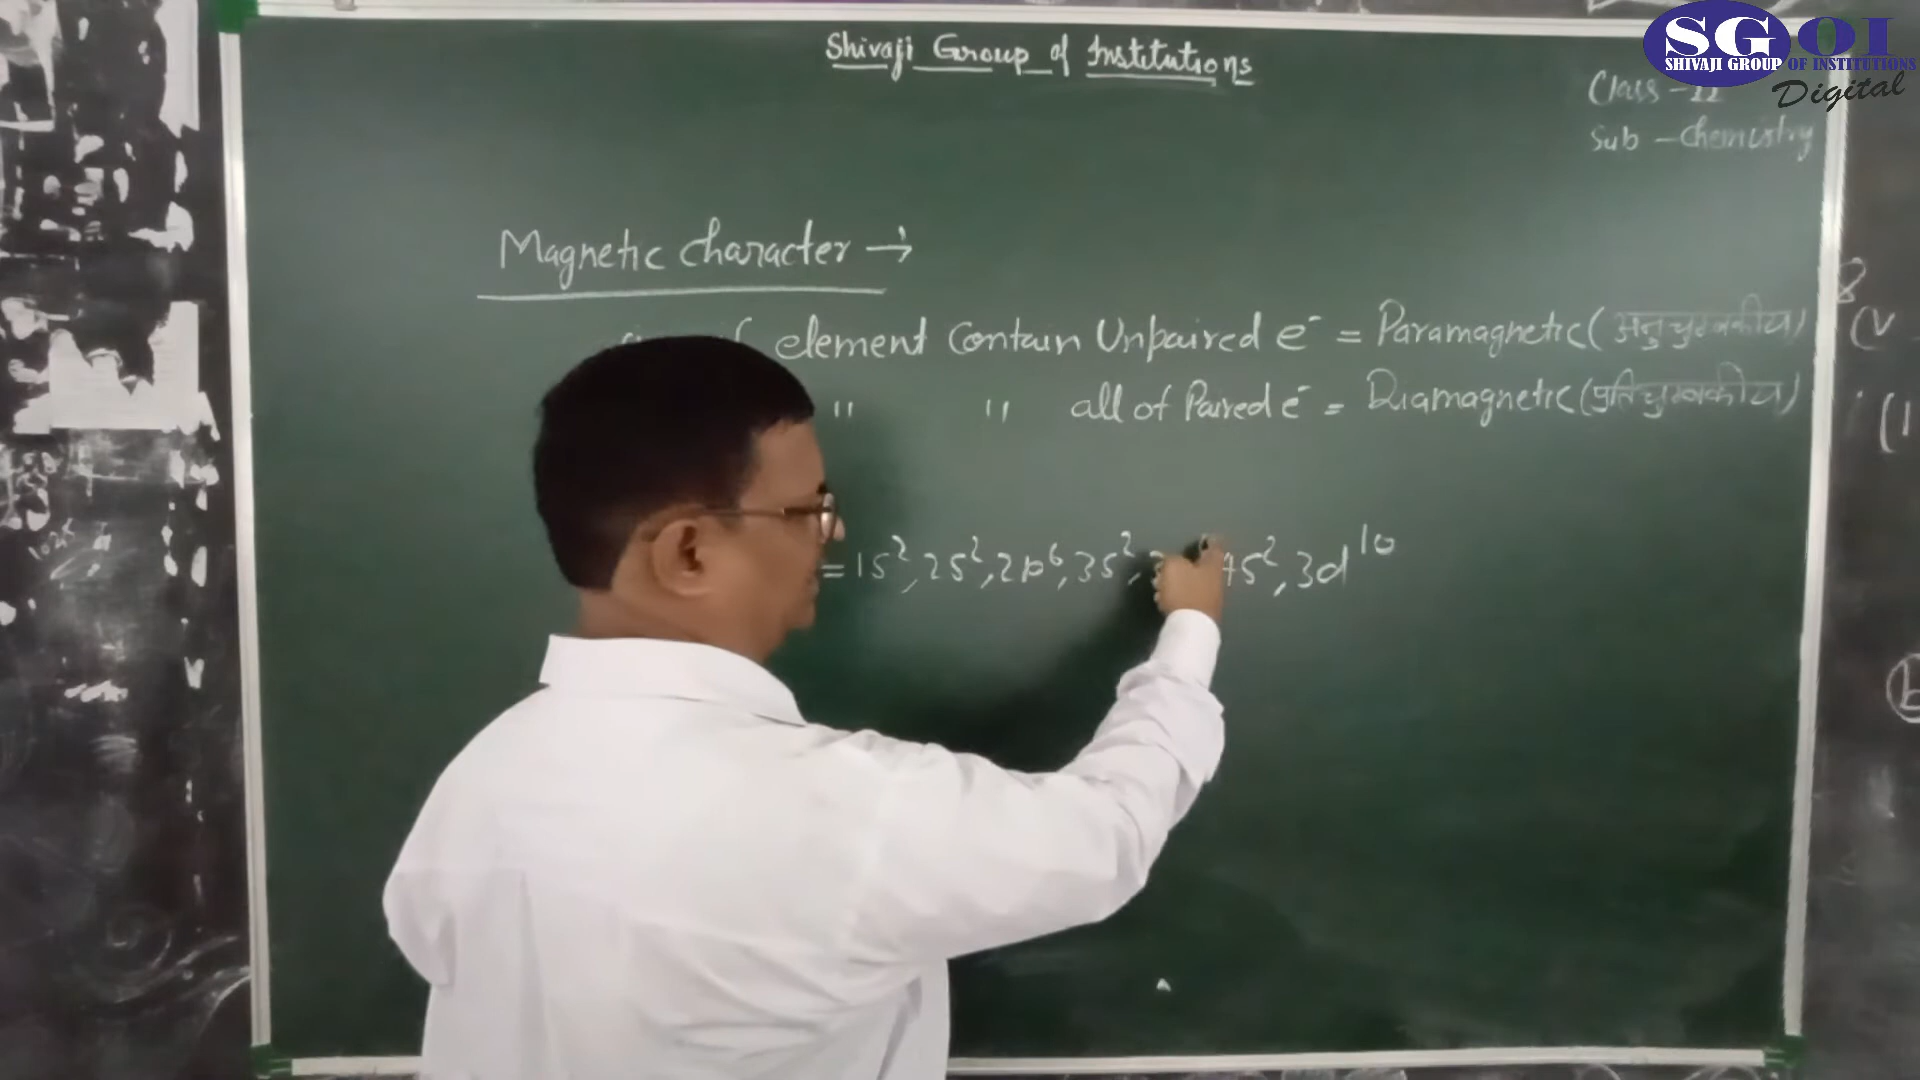 Shivaji Group of Institutions
SGOI
SHIVAJI GROUP OF INSTITUTIONS
Digital
Class - 11
Sub - Chemistry
Magnetic character →
element Contain Unpaired e⁻ = Paramagnetic (अनुचुम्बकीय)
" " all of Paired e⁻ = Diamagnetic (प्रतिचुम्बकीय)
= 1s², 2s², 2p⁶, 3s², 4s², 3d¹⁰